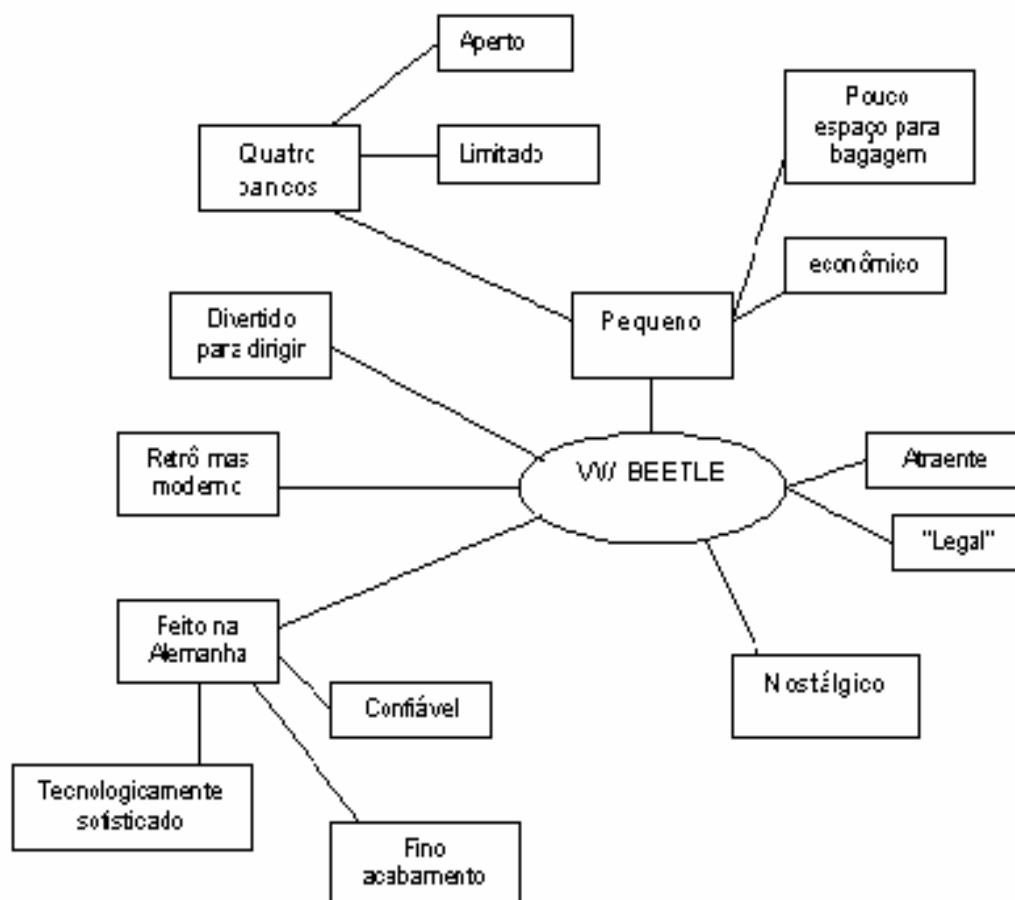 Aperto
Quatro
bancos
Limitado
Pouco
espaço para
bagagem
econômico
Pequeno
Divertido
para dirigir
VW BEETLE
Retrô mas
moderno
Atraente
"Legal"
Feito na
Alemanha
Nostálgico
Confiável
Tecnologicamente
sofisticado
Fino
acabamento